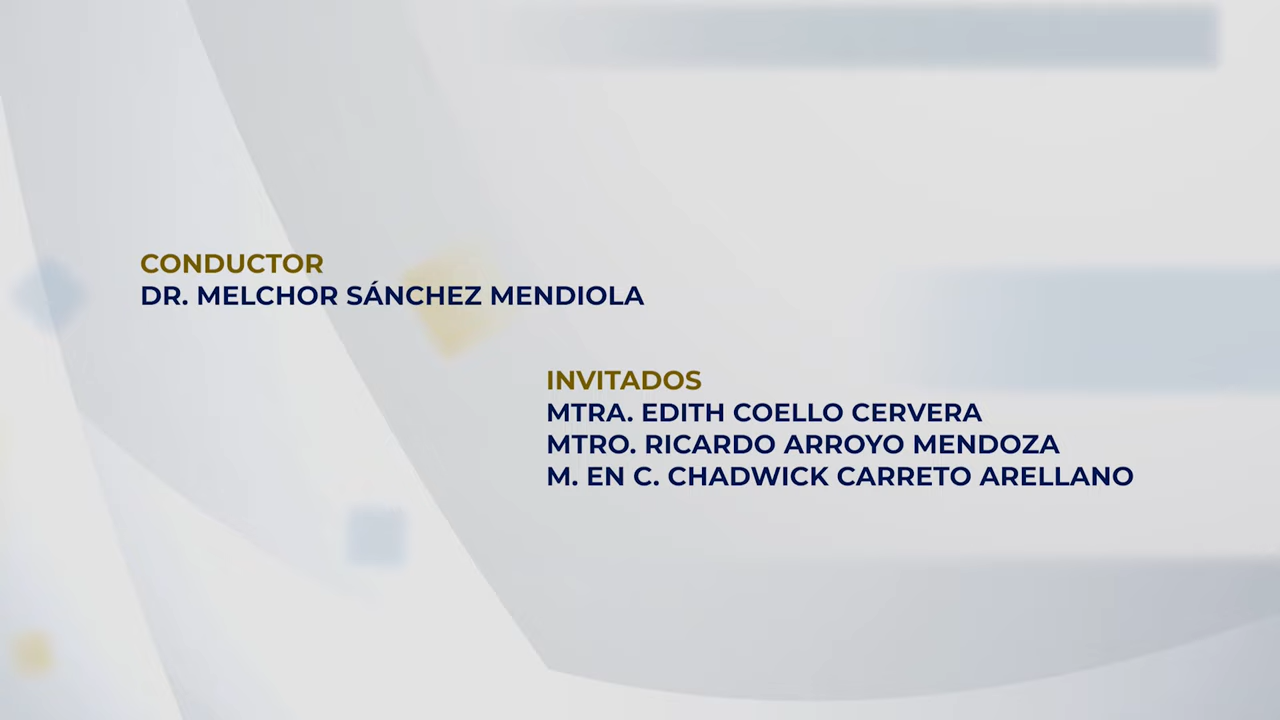 CONDUCTOR
DR. MELCHOR SÁNCHEZ MENDIOLA
INVITADOS
MTRA. EDITH COELLO CERVERA
MTRO. RICARDO ARROYO MENDOZA
M. EN C. CHADWICK CARRETO ARELLANO